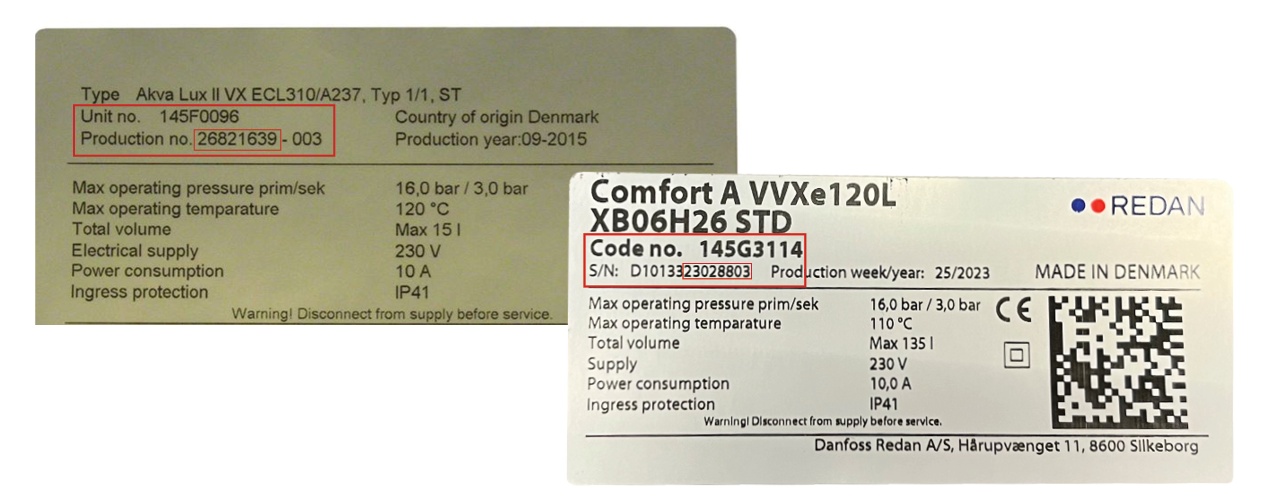 Type Akva Lux II VX ECL310/A237, Typ 1/1, ST
Unit no. 145F0096 Country of origin Denmark
Production no. 26821639 - 003 Production year:09-2015
Max operating pressure prim/sek 16,0 bar / 3,0 bar
Max operating temparature 120 °C
Total volume Max 15 l
Electrical supply 230 V
Power consumption 10 A
Ingress protection IP41
Warning! Disconnect from supply before service.
Comfort A VVXe120L
XB06H26 STD
REDAN
Code no. 145G3114
S/N: D1013323028803 Production week/year: 25/2023 MADE IN DENMARK
Max operating pressure prim/sek 16,0 bar / 3,0 bar CE
Max operating temparature 110 °C
Total volume Max 135 l
Supply 230 V
Power consumption 10,0 A
Ingress protection IP41
Warning! Disconnect from supply before service.
Danfoss Redan A/S, Hårupvænget 11, 8600 Silkeborg